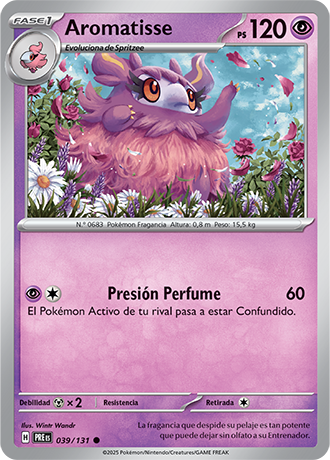 FASE 1 Aromatisse PS 120
Evoluciona de Spritzee
N.º 0683 Pokémon Fragancia Altura: 0,8 m Peso: 15,5 kg
Presión Perfume 60
El Pokémon Activo de tu rival pasa a estar Confundido.
Debilidad ×2 Resistencia Retirada
Ilus. Wintr Wandr
La fragancia que despide su pelaje es tan potente
que puede dejar sin olfato a su Entrenador.
H PRE ES 039/131
©2025 Pokémon/Nintendo/Creatures/GAME FREAK